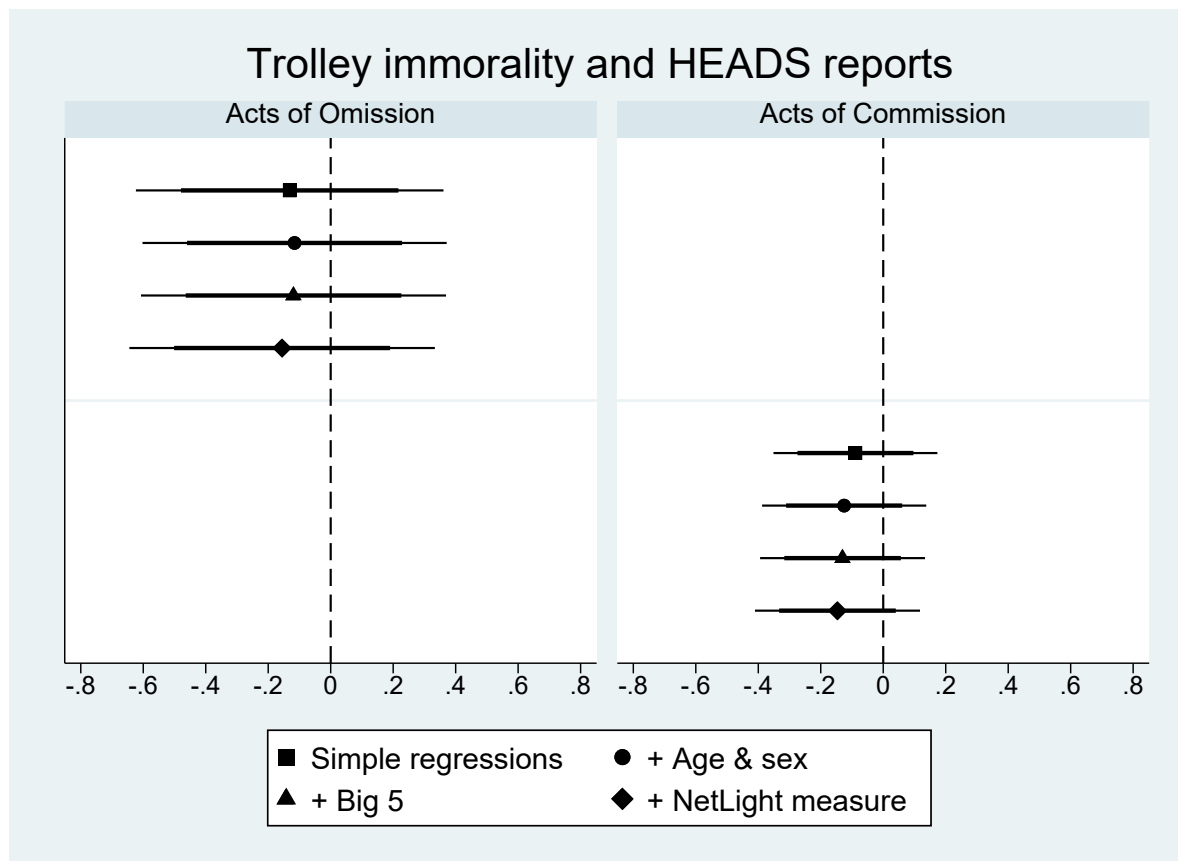 Trolley immorality and HEADS reports
Acts of Omission
Acts of Commission
-.8 -.6 -.4 -.2 0 .2 .4 .6 .8
-.8 -.6 -.4 -.2 0 .2 .4 .6 .8
Simple regressions
+ Age & sex
+ Big 5
+ NetLight measure